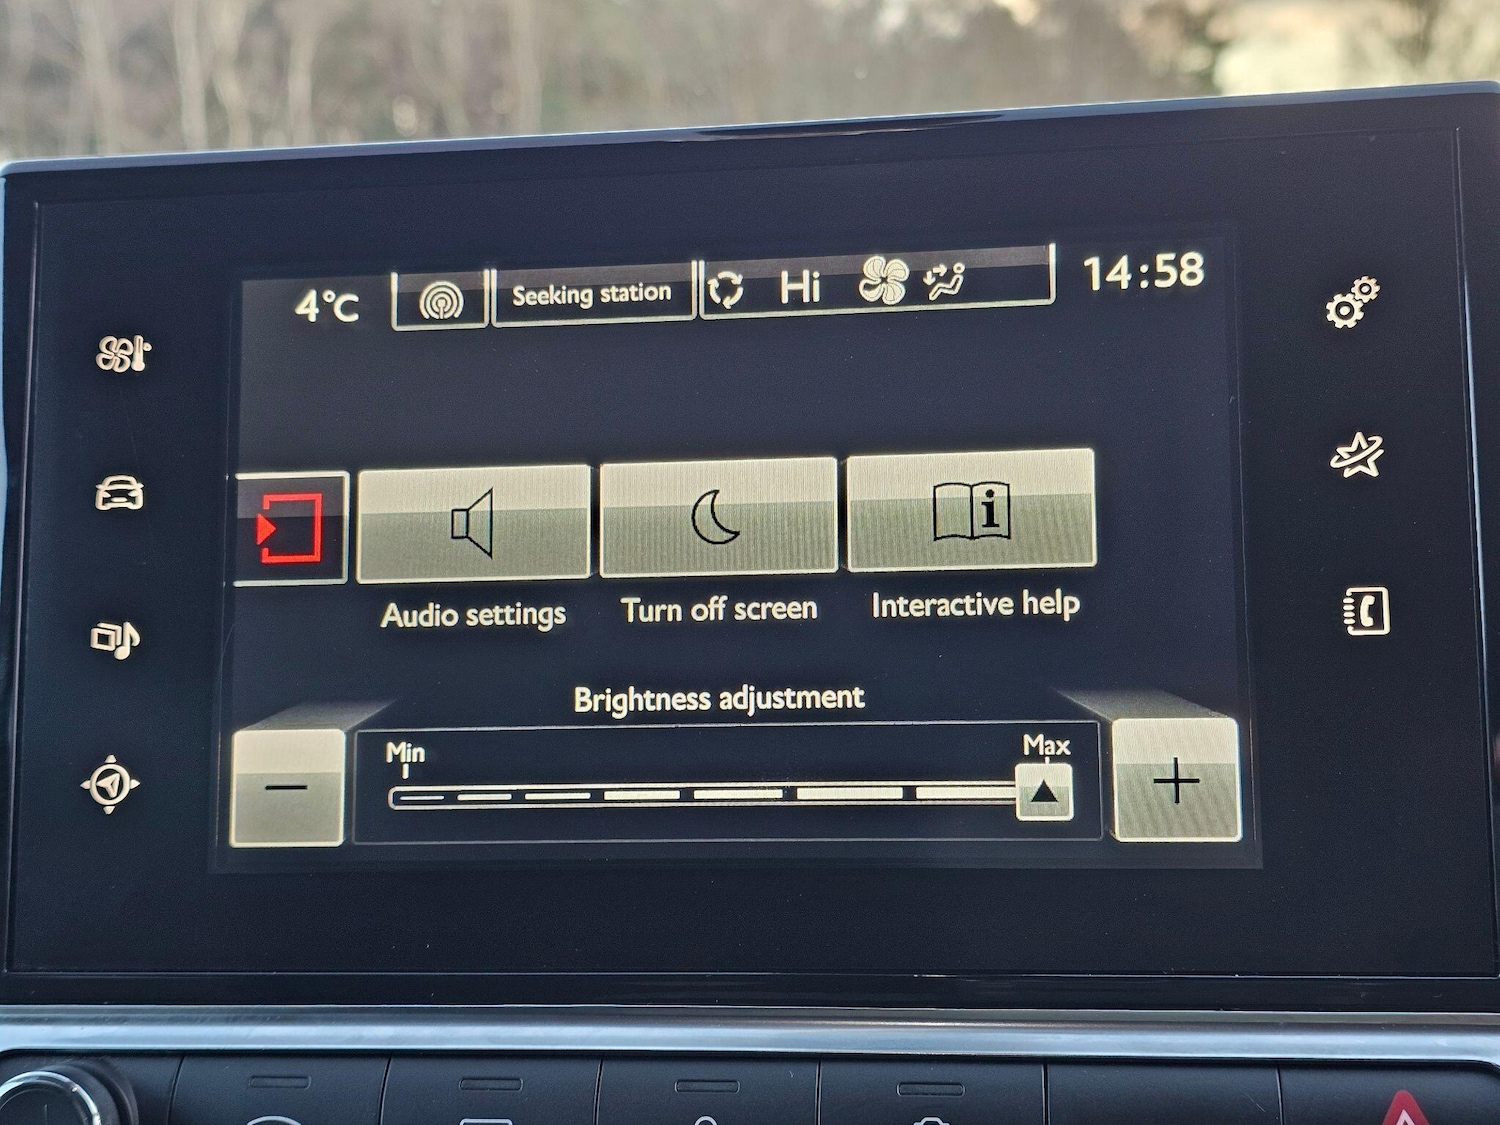 4°C
Seeking station
Hi
14:58
Audio settings
Turn off screen
Interactive help
Brightness adjustment
Min
Max